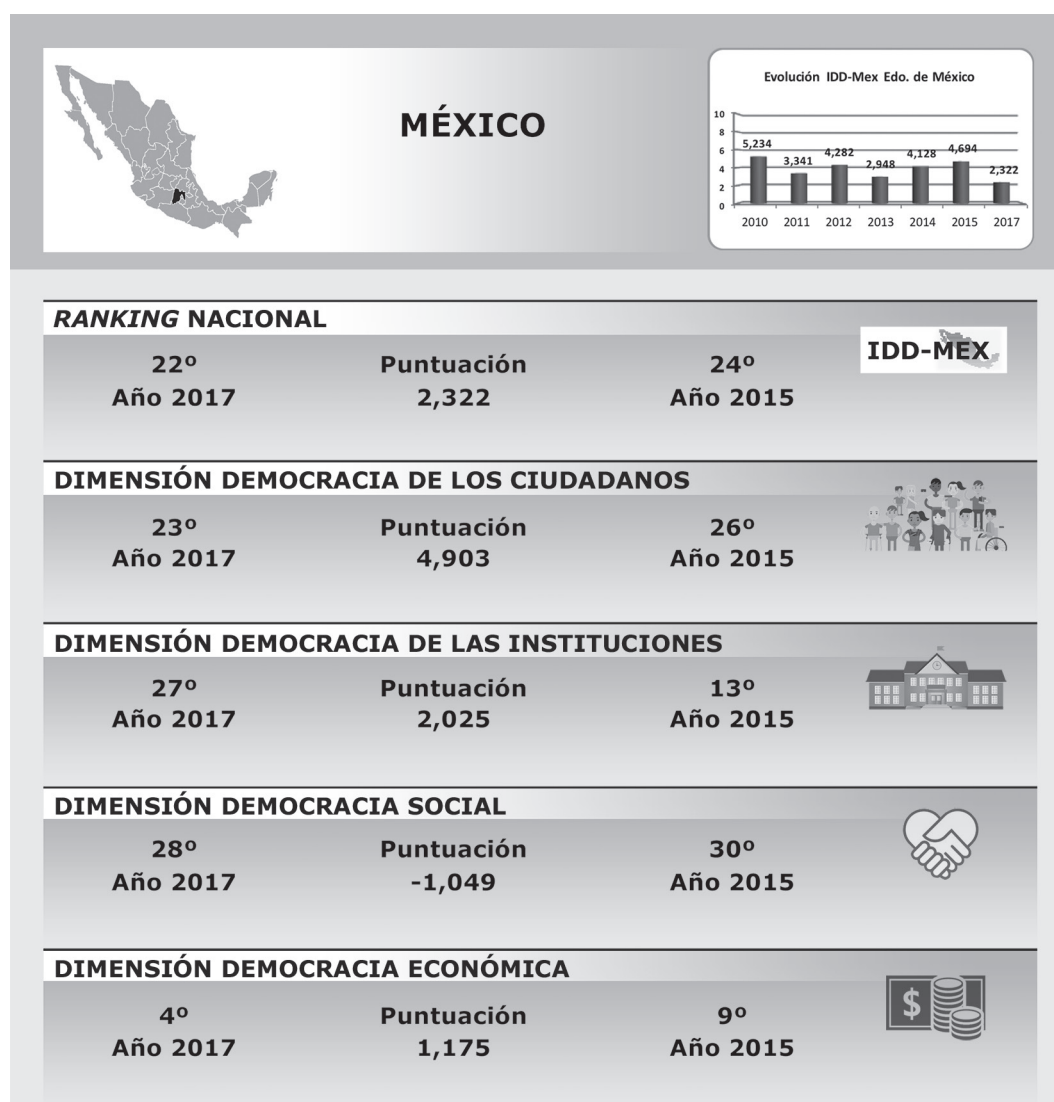 MÉXICO
Evolución IDD-Mex Edo. de México
10
8
6
4
2
0
5,234
3,341
4,282
2,948
4,128
4,694
2,322
2010 2011 2012 2013 2014 2015 2017
RANKING NACIONAL
IDD-MEX
22º Puntuación 24º
Año 2017 2,322 Año 2015
DIMENSIÓN DEMOCRACIA DE LOS CIUDADANOS
23º Puntuación 26º
Año 2017 4,903 Año 2015
DIMENSIÓN DEMOCRACIA DE LAS INSTITUCIONES
27º Puntuación 13º
Año 2017 2,025 Año 2015
DIMENSIÓN DEMOCRACIA SOCIAL
28º Puntuación 30º
Año 2017 -1,049 Año 2015
DIMENSIÓN DEMOCRACIA ECONÓMICA
$
4º Puntuación 9º
Año 2017 1,175 Año 2015